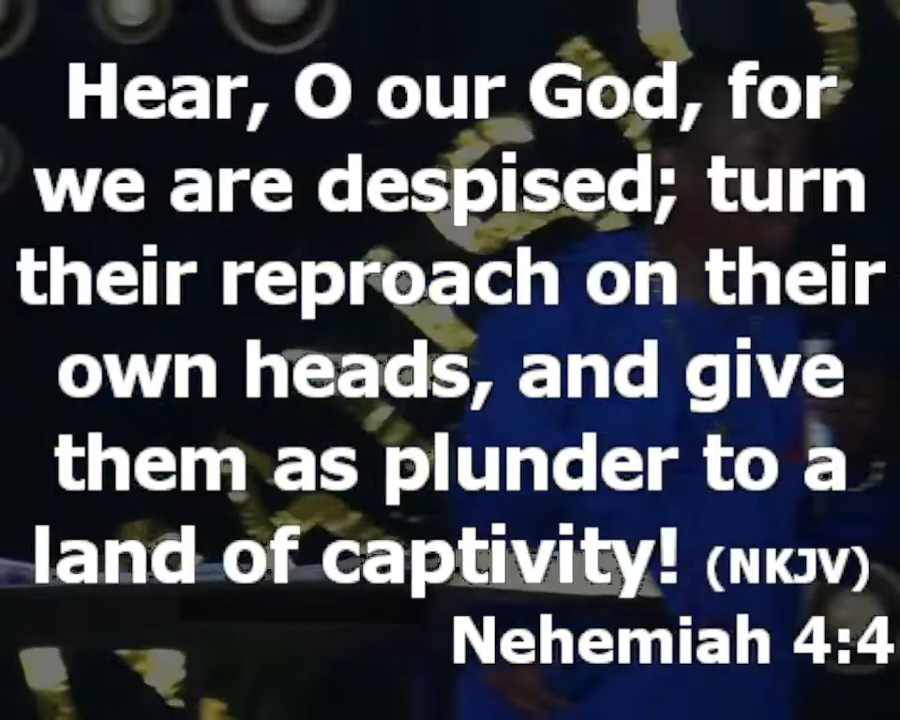 Hear, O our God, for
we are despised; turn
their reproach on their
own heads, and give
them as plunder to a
land of captivity! (NKJV)
Nehemiah 4:4